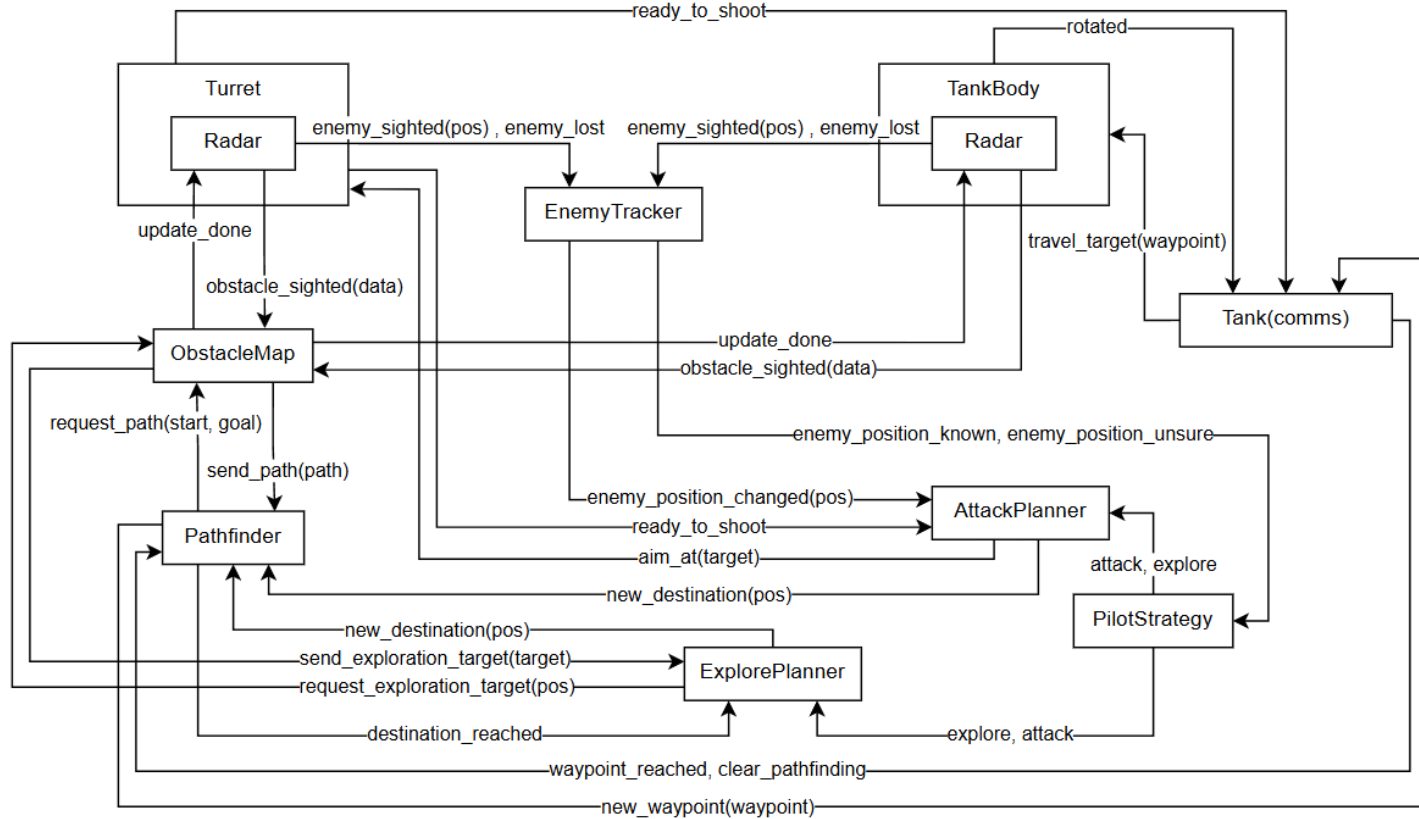 ready_to_shoot
rotated
Turret
TankBody
Radar
enemy_sighted(pos) , enemy_lost
enemy_sighted(pos) , enemy_lost
Radar
EnemyTracker
update_done
travel_target(waypoint)
obstacle_sighted(data)
Tank(comms)
ObstacleMap
update_done
obstacle_sighted(data)
request_path(start, goal)
enemy_position_known, enemy_position_unsure
send_path(path)
enemy_position_changed(pos)
AttackPlanner
ready_to_shoot
Pathfinder
aim_at(target)
attack, explore
new_destination(pos)
PilotStrategy
new_destination(pos)
send_exploration_target(target)
ExplorePlanner
request_exploration_target(pos)
destination_reached
explore, attack
waypoint_reached, clear_pathfinding
new_waypoint(waypoint)